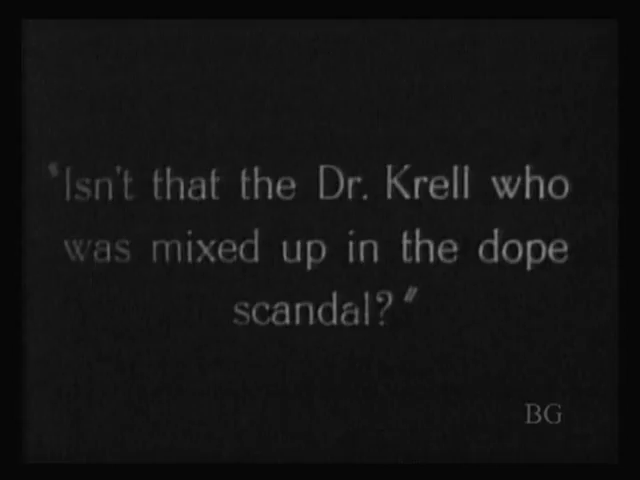 "Isn't that the Dr. Krell who
was mixed up in the dope
scandal?"
BG